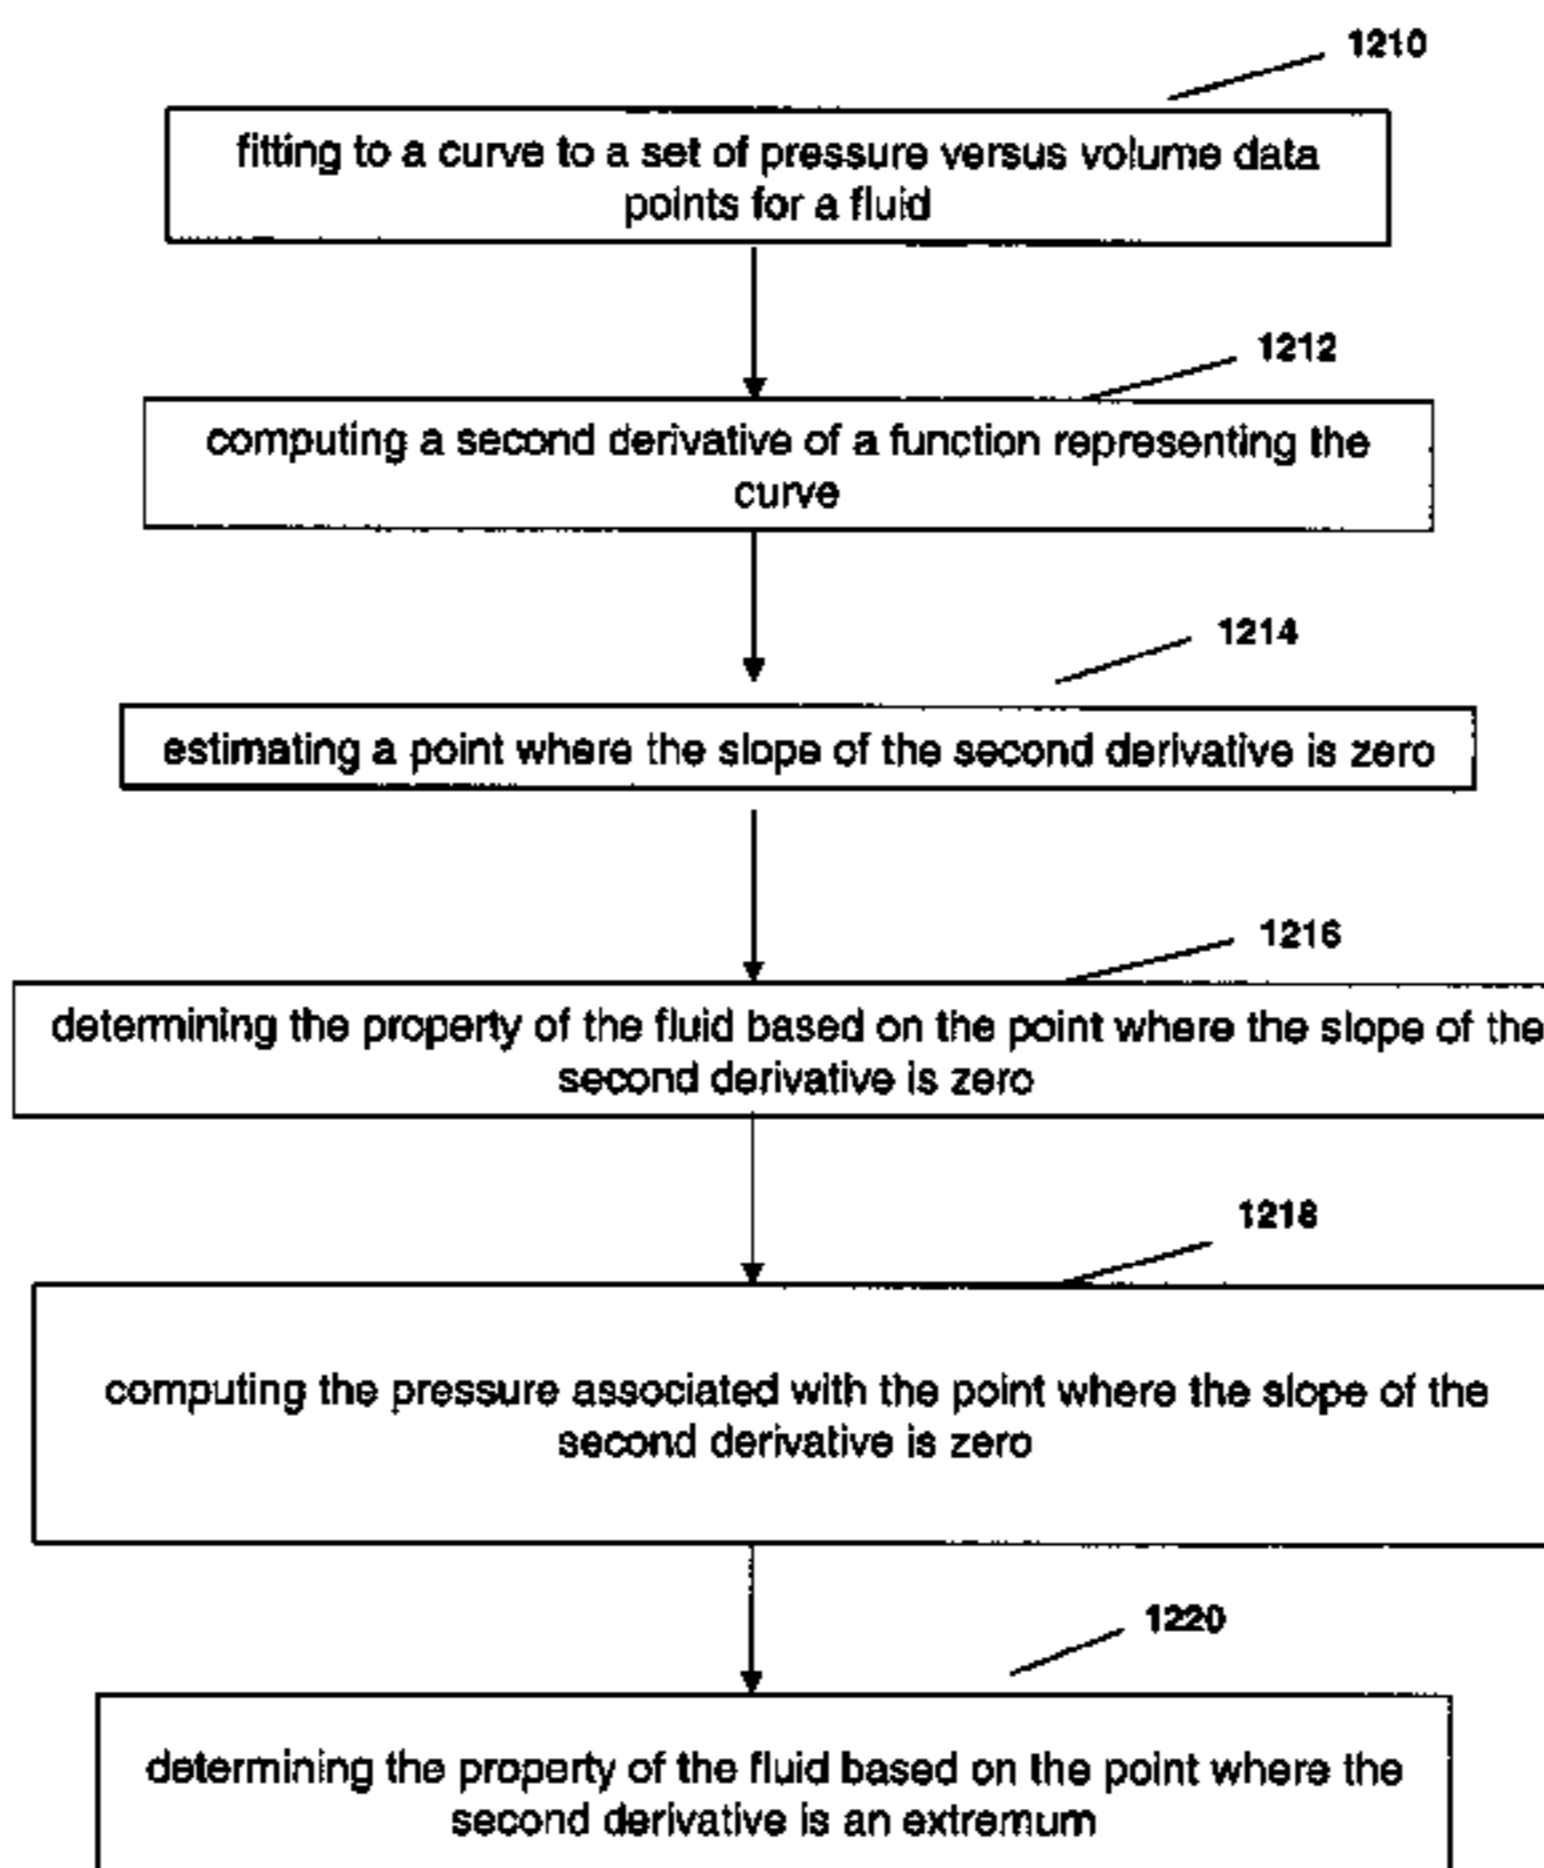 1210
fitting to a curve to a set of pressure versus volume data
points for a fluid
1212
computing a second derivative of a function representing the
curve
1214
estimating a point where the slope of the second derivative is zero
1216
determining the property of the fluid based on the point where the slope of the
second derivative is zero
1218
computing the pressure associated with the point where the slope of the
second derivative is zero
1220
determining the property of the fluid based on the point where the
second derivative is an extremum